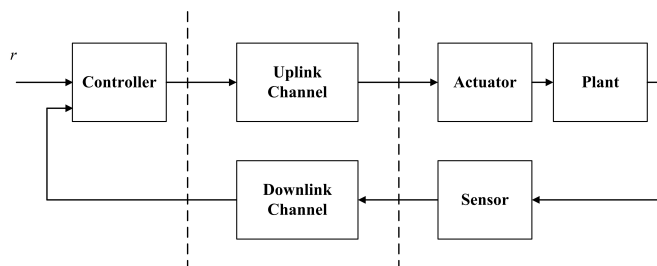 r
Controller
Uplink
Channel
Actuator
Plant
Downlink
Channel
Sensor